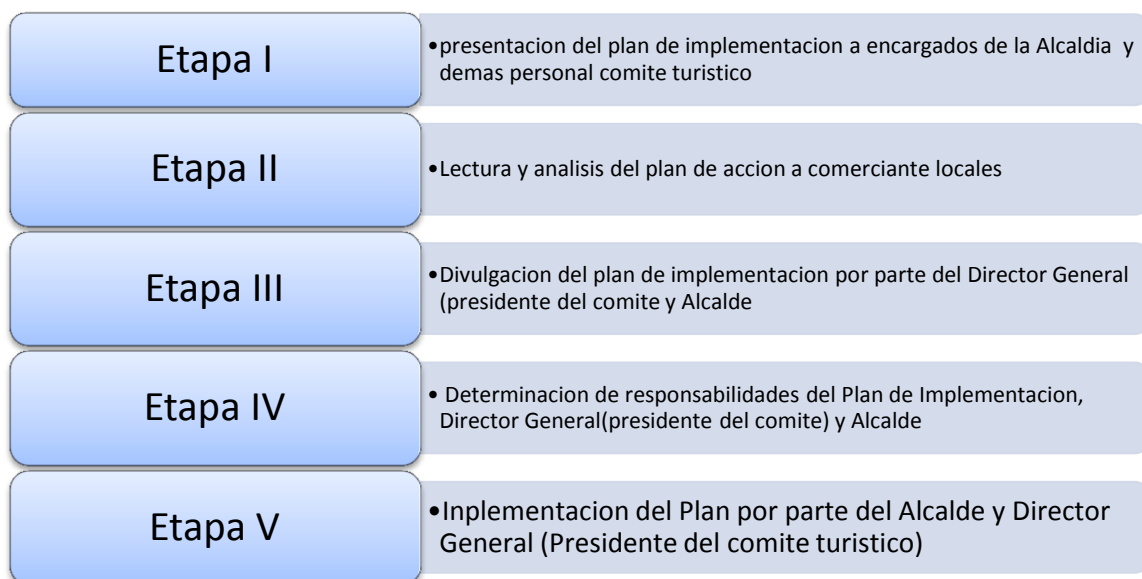 Etapa I
•presentacion del plan de implementacion a encargados de la Alcaldia y
demas personal comite turistico
Etapa II
•Lectura y analisis del plan de accion a comerciante locales
Etapa III
•Divulgacion del plan de implementacion por parte del Director General
(presidente del comite y Alcalde
Etapa IV
• Determinacion de responsabilidades del Plan de Implementacion,
Director General(presidente del comite) y Alcalde
Etapa V
•Inplementacion del Plan por parte del Alcalde y Director
General (Presidente del comite turistico)